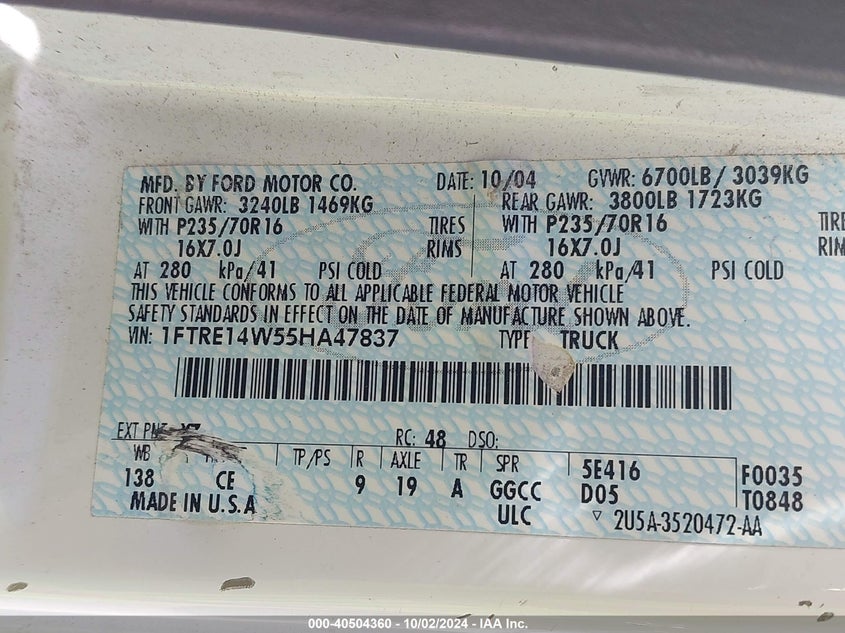 MFD. BY FORD MOTOR CO. DATE: 10/04 GVWR: 6700LB/ 3039KG
FRONT GAWR: 3240LB 1469KG REAR GAWR: 3800LB 1723KG
WITH P235/70R16 TIRES WITH P235/70R16 TIRE
16X7.0J RIMS 16X7.0J RIM
AT 280 kPa/41 PSI COLD AT 280 kPa/41 PSI COLD
THIS VEHICLE CONFORMS TO ALL APPLICABLE FEDERAL MOTOR VEHICLE
SAFETY STANDARDS IN EFFECT ON THE DATE OF MANUFACTURE SHOWN ABOVE.
VIN: 1FTRE14W55HA47837 TYPE TRUCK
EXT RC: 48 DSO:
WB TP/PS R AXLE TR SPR 5E416 F0035
138 CE 9 19 A GGCC D05 T0848
MADE IN U.S.A ULC ▽ 2U5A-3520472-AA
000-40504360 - 10/02/2024 - IAA Inc.